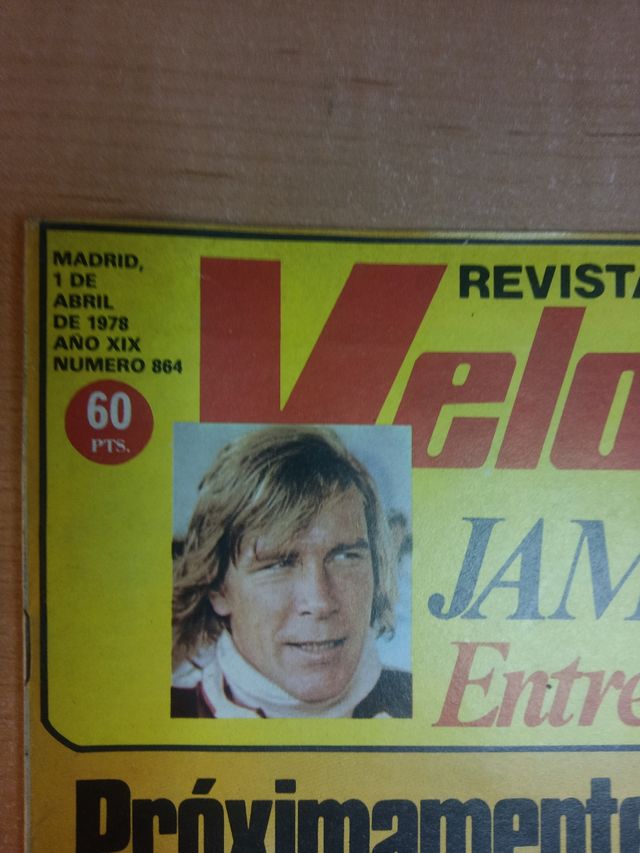 MADRID,
1 DE
ABRIL
DE 1978
AÑO XIX
NUMERO 864
60
PTS.
REVISTA
Velo
JAM
Entre
Próximamente